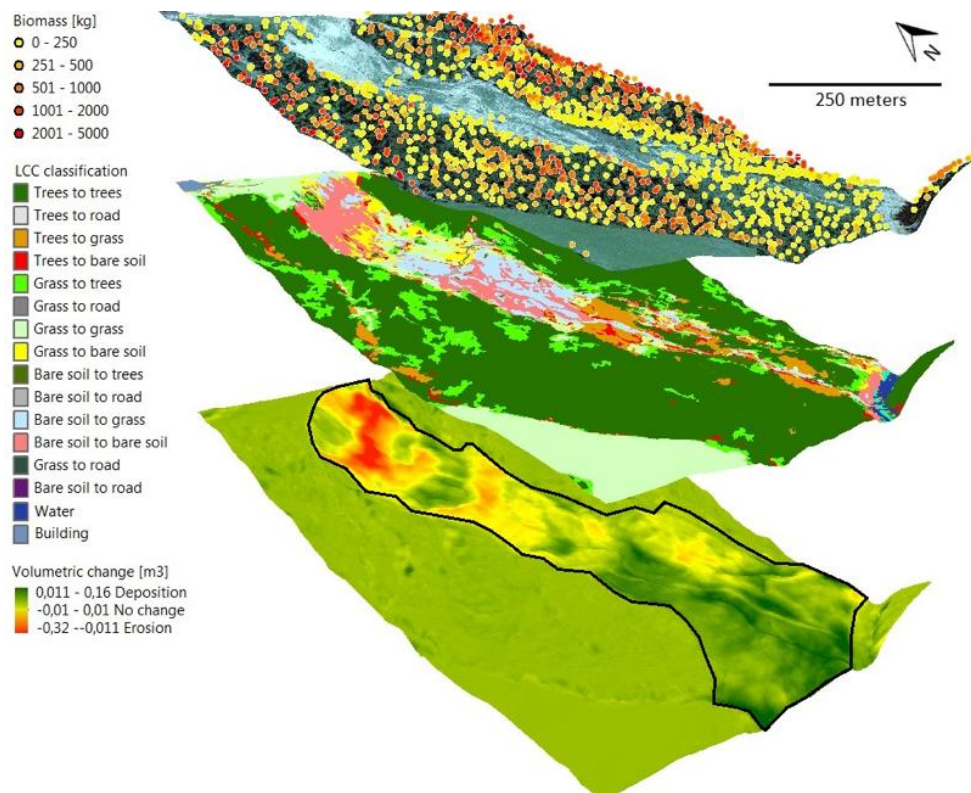 Biomass [kg]
0 - 250
251 - 500
501 - 1000
1001 - 2000
2001 - 5000
N
250 meters
LCC classification
Trees to trees
Trees to road
Trees to grass
Trees to bare soil
Grass to trees
Grass to road
Grass to grass
Grass to bare soil
Bare soil to trees
Bare soil to road
Bare soil to grass
Bare soil to bare soil
Grass to road
Bare soil to road
Water
Building
Volumetric change [m3]
0,011 - 0,16 Deposition
-0,01 - 0,01 No change
-0,32 --0,011 Erosion